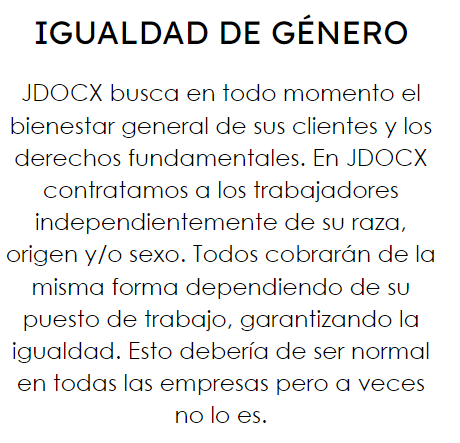 IGUALDAD DE GÉNERO
JDOCX busca en todo momento el
bienestar general de sus clientes y los
derechos fundamentales. En JDOCX
contratamos a los trabajadores
independientemente de su raza,
origen y/o sexo. Todos cobrarán de la
misma forma dependiendo de su
puesto de trabajo, garantizando la
igualdad. Esto debería de ser normal
en todas las empresas pero a veces
no lo es.